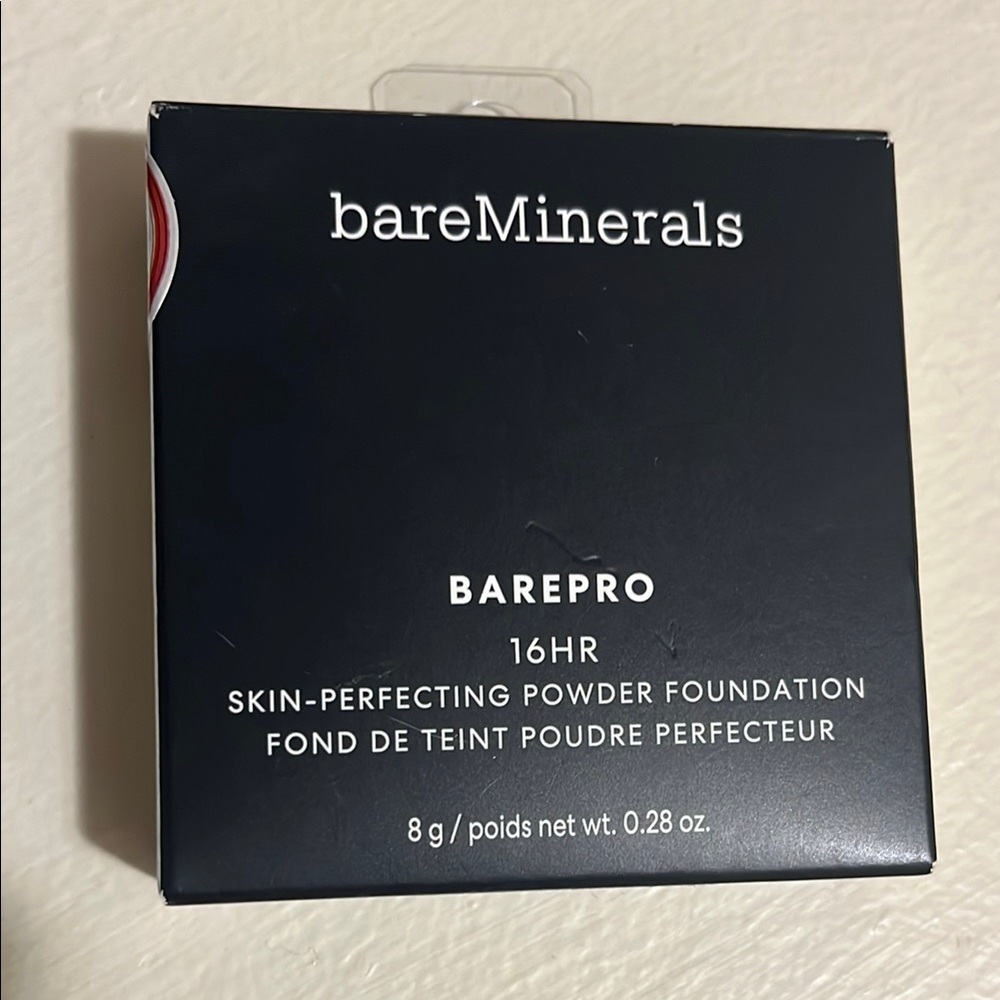 bareMinerals
BAREPRO
16HR
SKIN-PERFECTING POWDER FOUNDATION
FOND DE TEINT POUDRE PERFECTEUR
8 g / poids net wt. 0.28 oz.